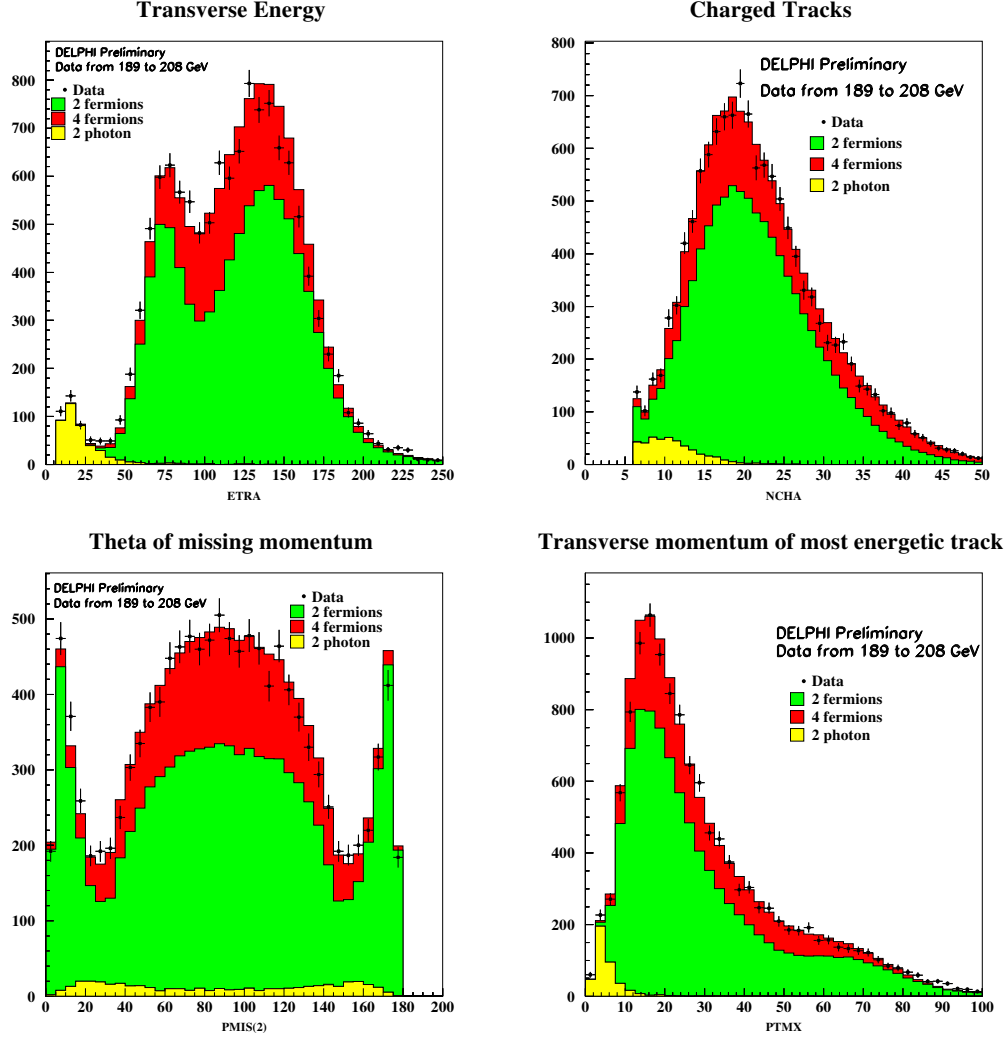 Transverse Energy
DELPHI Preliminary
Data from 189 to 208 GeV
Data
2 fermions
4 fermions
2 photon
800
700
600
500
400
300
200
100
0
0 25 50 75 100 125 150 175 200 225 250
ETRA
Charged Tracks
DELPHI Preliminary
Data from 189 to 208 GeV
Data
2 fermions
4 fermions
2 photon
800
700
600
500
400
300
200
100
0
0 5 10 15 20 25 30 35 40 45 50
NCHA
Theta of missing momentum
DELPHI Preliminary
Data from 189 to 208 GeV
Data
2 fermions
4 fermions
2 photon
500
400
300
200
100
0
0 20 40 60 80 100 120 140 160 180 200
PMIS(2)
Transverse momentum of most energetic track
DELPHI Preliminary
Data from 189 to 208 GeV
Data
2 fermions
4 fermions
2 photon
1000
800
600
400
200
0
0 10 20 30 40 50 60 70 80 90 100
PTMX